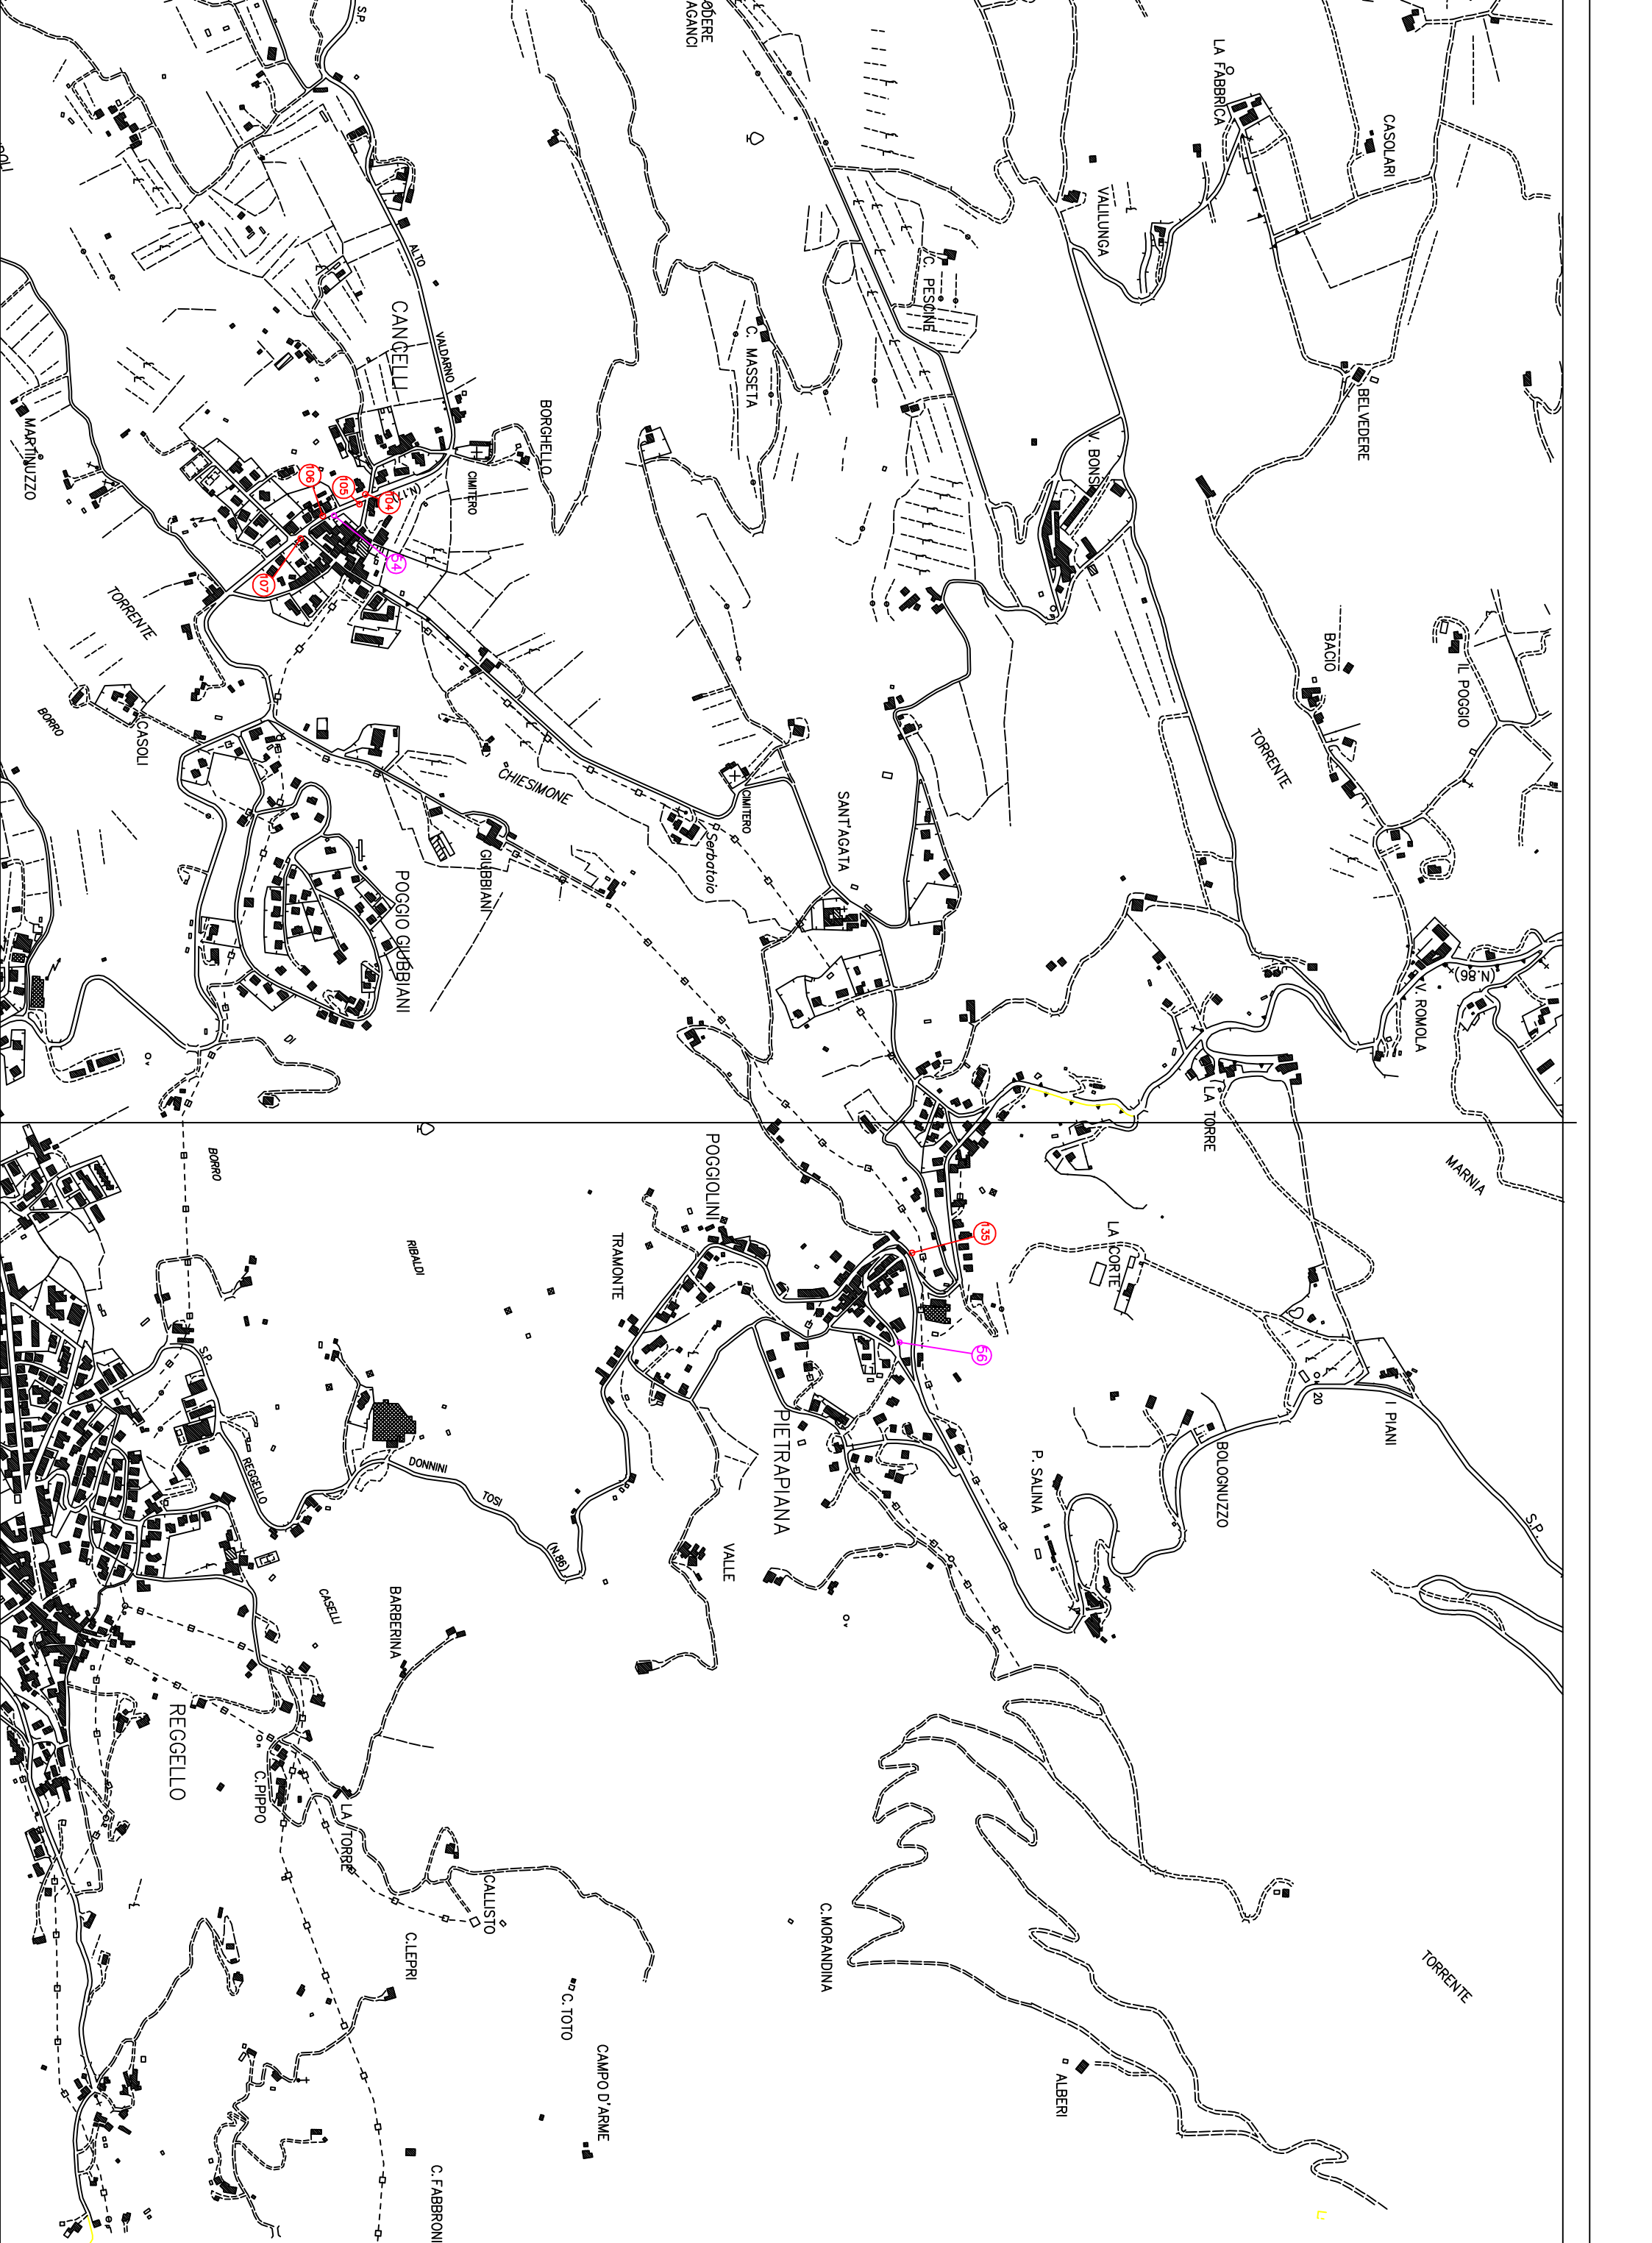 S.P.
PODERE
AGANCI
LA FABBRICA
CASOLARI
VALILUNGA
ALTO
VALDARNO
CANCELLI
C. PESCINE
C. MASSETA
BELVEDERE
BORGHELLO
MARTINUZZO
CIMITERO
V. BONSI
106
105
104
54
107
TORRENTE
BACIO
IL POGGIO
BORRO
CASOLI
CHIESIMONE
TORRENTE
CIMITERO
SANT'AGATA
Serbatoio
GIUBBIANI
POGGIO GIUBBIANI
(N.86)
V. ROMOLA
DI
LA TORRE
BORRO
POGGIOLINI
MARNIA
RIBALDI
TRAMONTE
135
LA CORTE
56
S.P.
20
I PIANI
PIETRAPIANA
REGGELLO
DONNINI
TOSI
(N.86)
P. SALINA
BOLOGNUZZO
S.P.
VALLE
CASELLI
BARBERINA
REGGELLO
C.PIPPO
LA TORRE
CALLISTO
C.LEPRI
C.MORANDINA
TORRENTE
C.TOTO
CAMPO D'ARME
ALBERI
C.FABBRONI